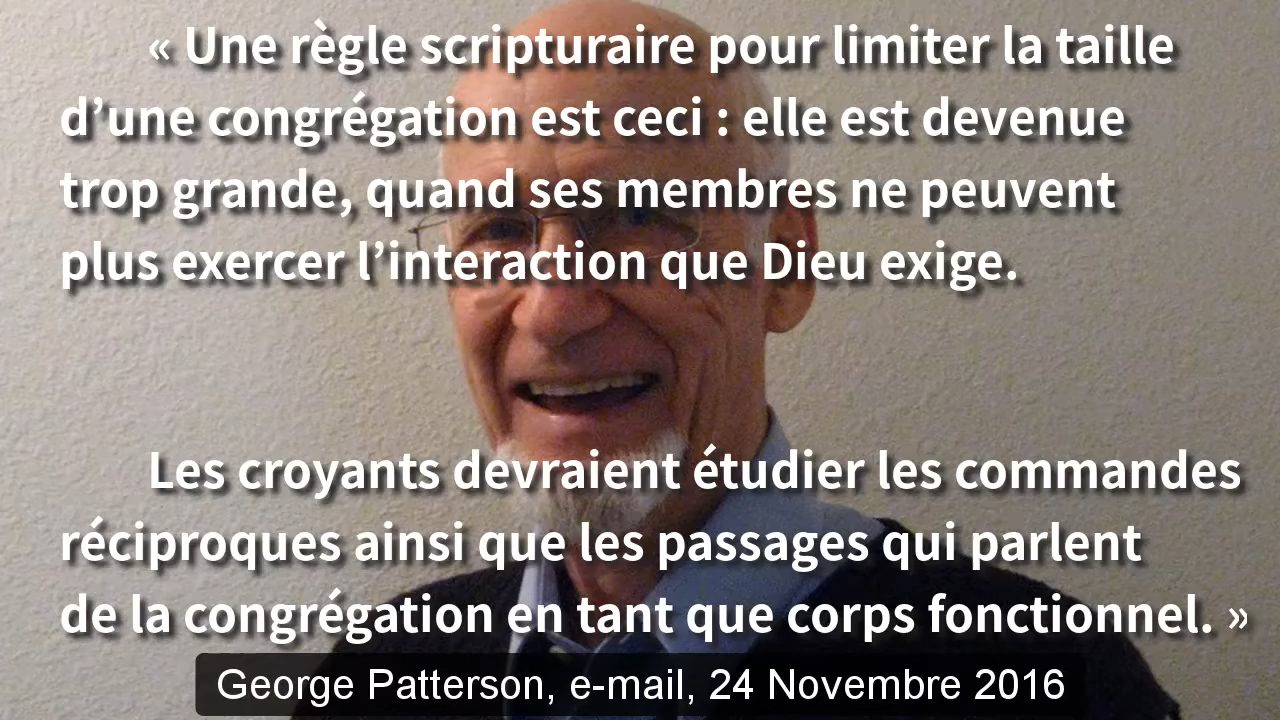 « Une règle scripturaire pour limiter la taille
d’une congrégation est ceci : elle est devenue
trop grande, quand ses membres ne peuvent
plus exercer l’interaction que Dieu exige.
Les croyants devraient étudier les commandes
réciproques ainsi que les passages qui parlent
de la congrégation en tant que corps fonctionnel. »
George Patterson, e-mail, 24 Novembre 2016